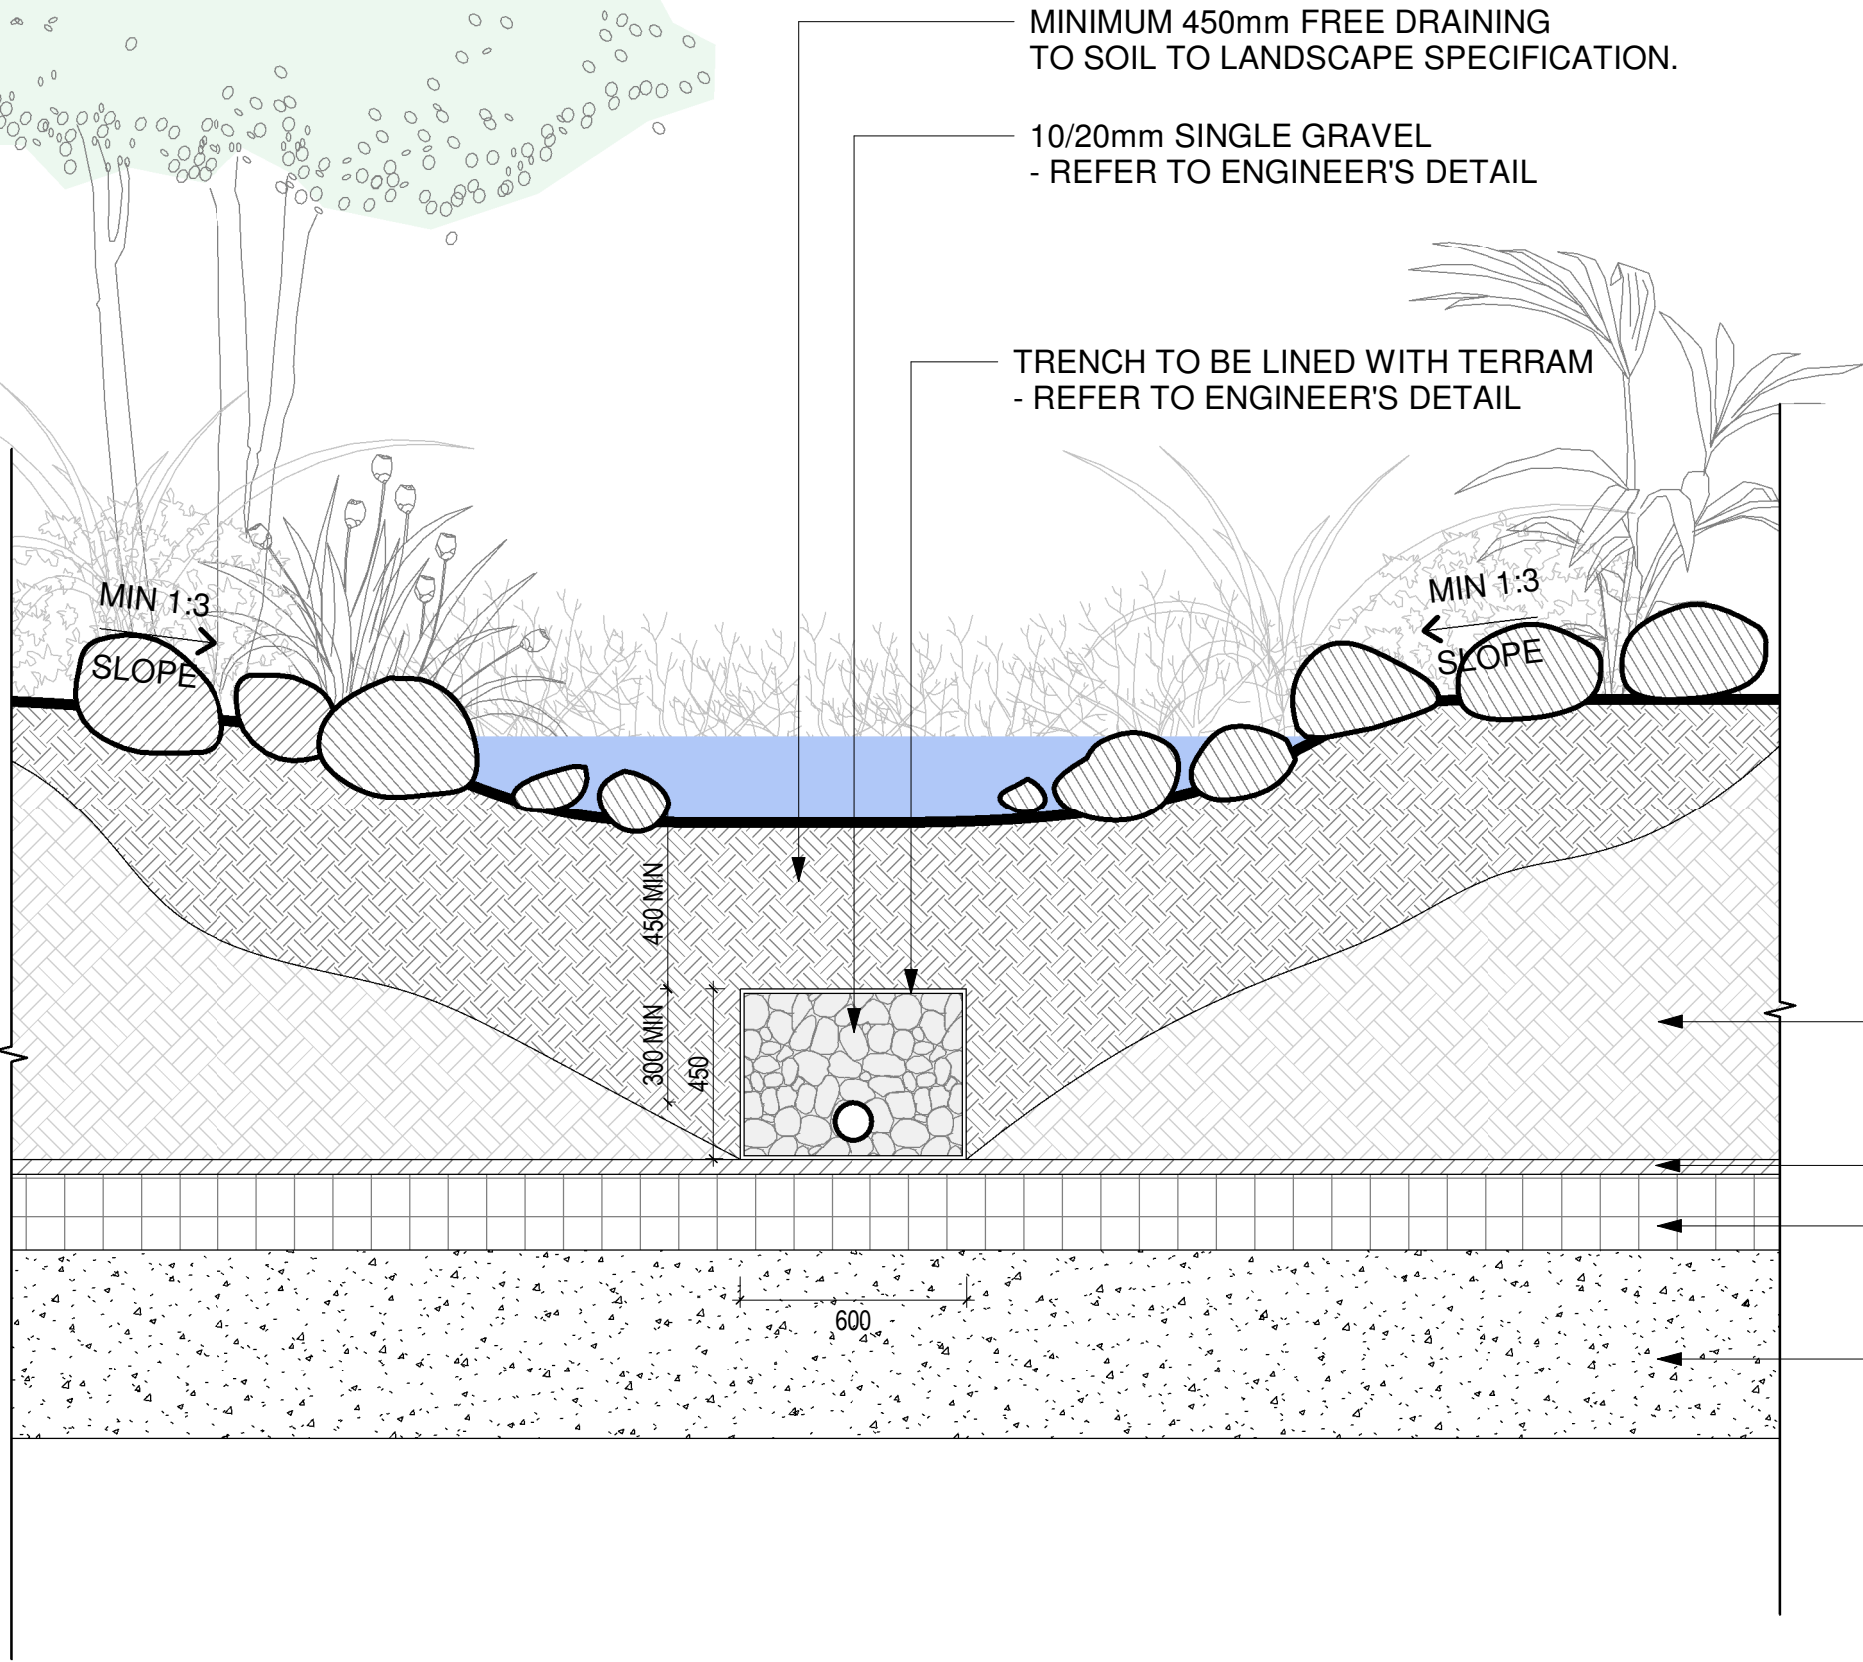 MINIMUM 450mm FREE DRAINING
TO SOIL TO LANDSCAPE SPECIFICATION.
10/20mm SINGLE GRAVEL
- REFER TO ENGINEER'S DETAIL
TRENCH TO BE LINED WITH TERRAM
- REFER TO ENGINEER'S DETAIL
MIN 1:3
SLOPE
MIN 1:3
SLOPE
450 MIN
300 MIN
450
600